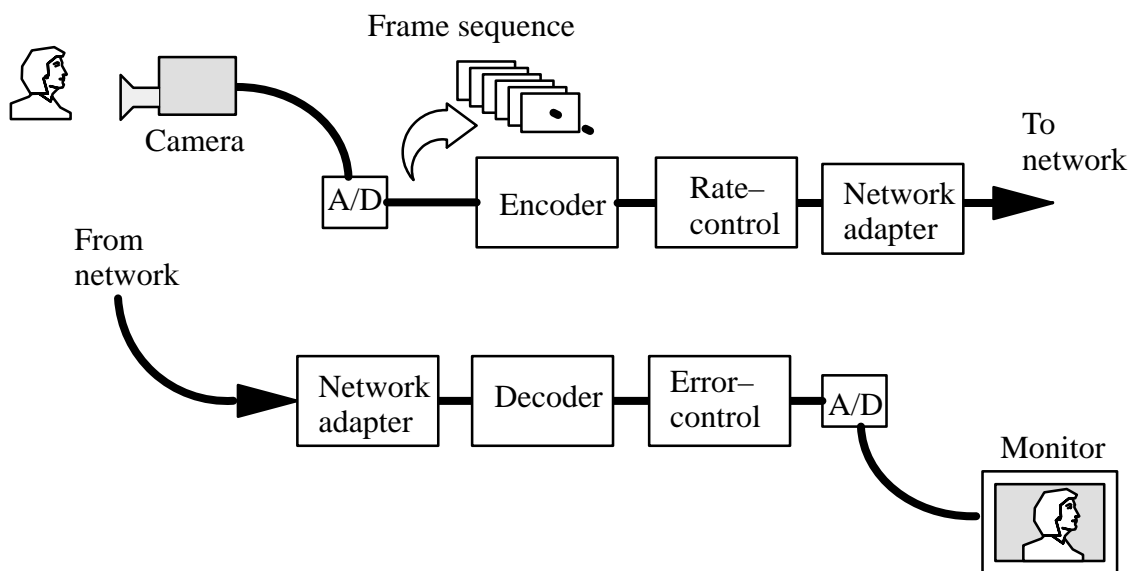 Frame sequence
Camera
To
network
A/D
Encoder
Rate–
control
Network
adapter
From
network
Network
adapter
Decoder
Error–
control
A/D
Monitor